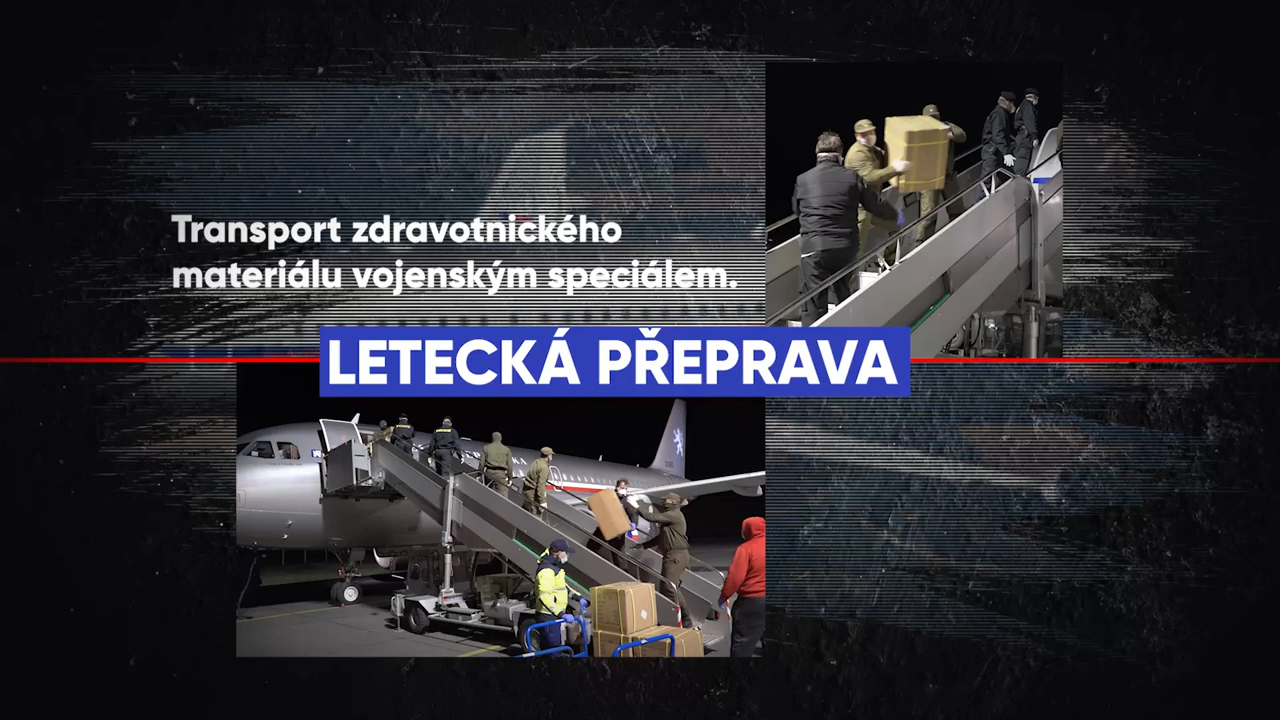 Transport zdravotnického
materiálu vojenským speciálem.
LETECKÁ PŘEPRAVA